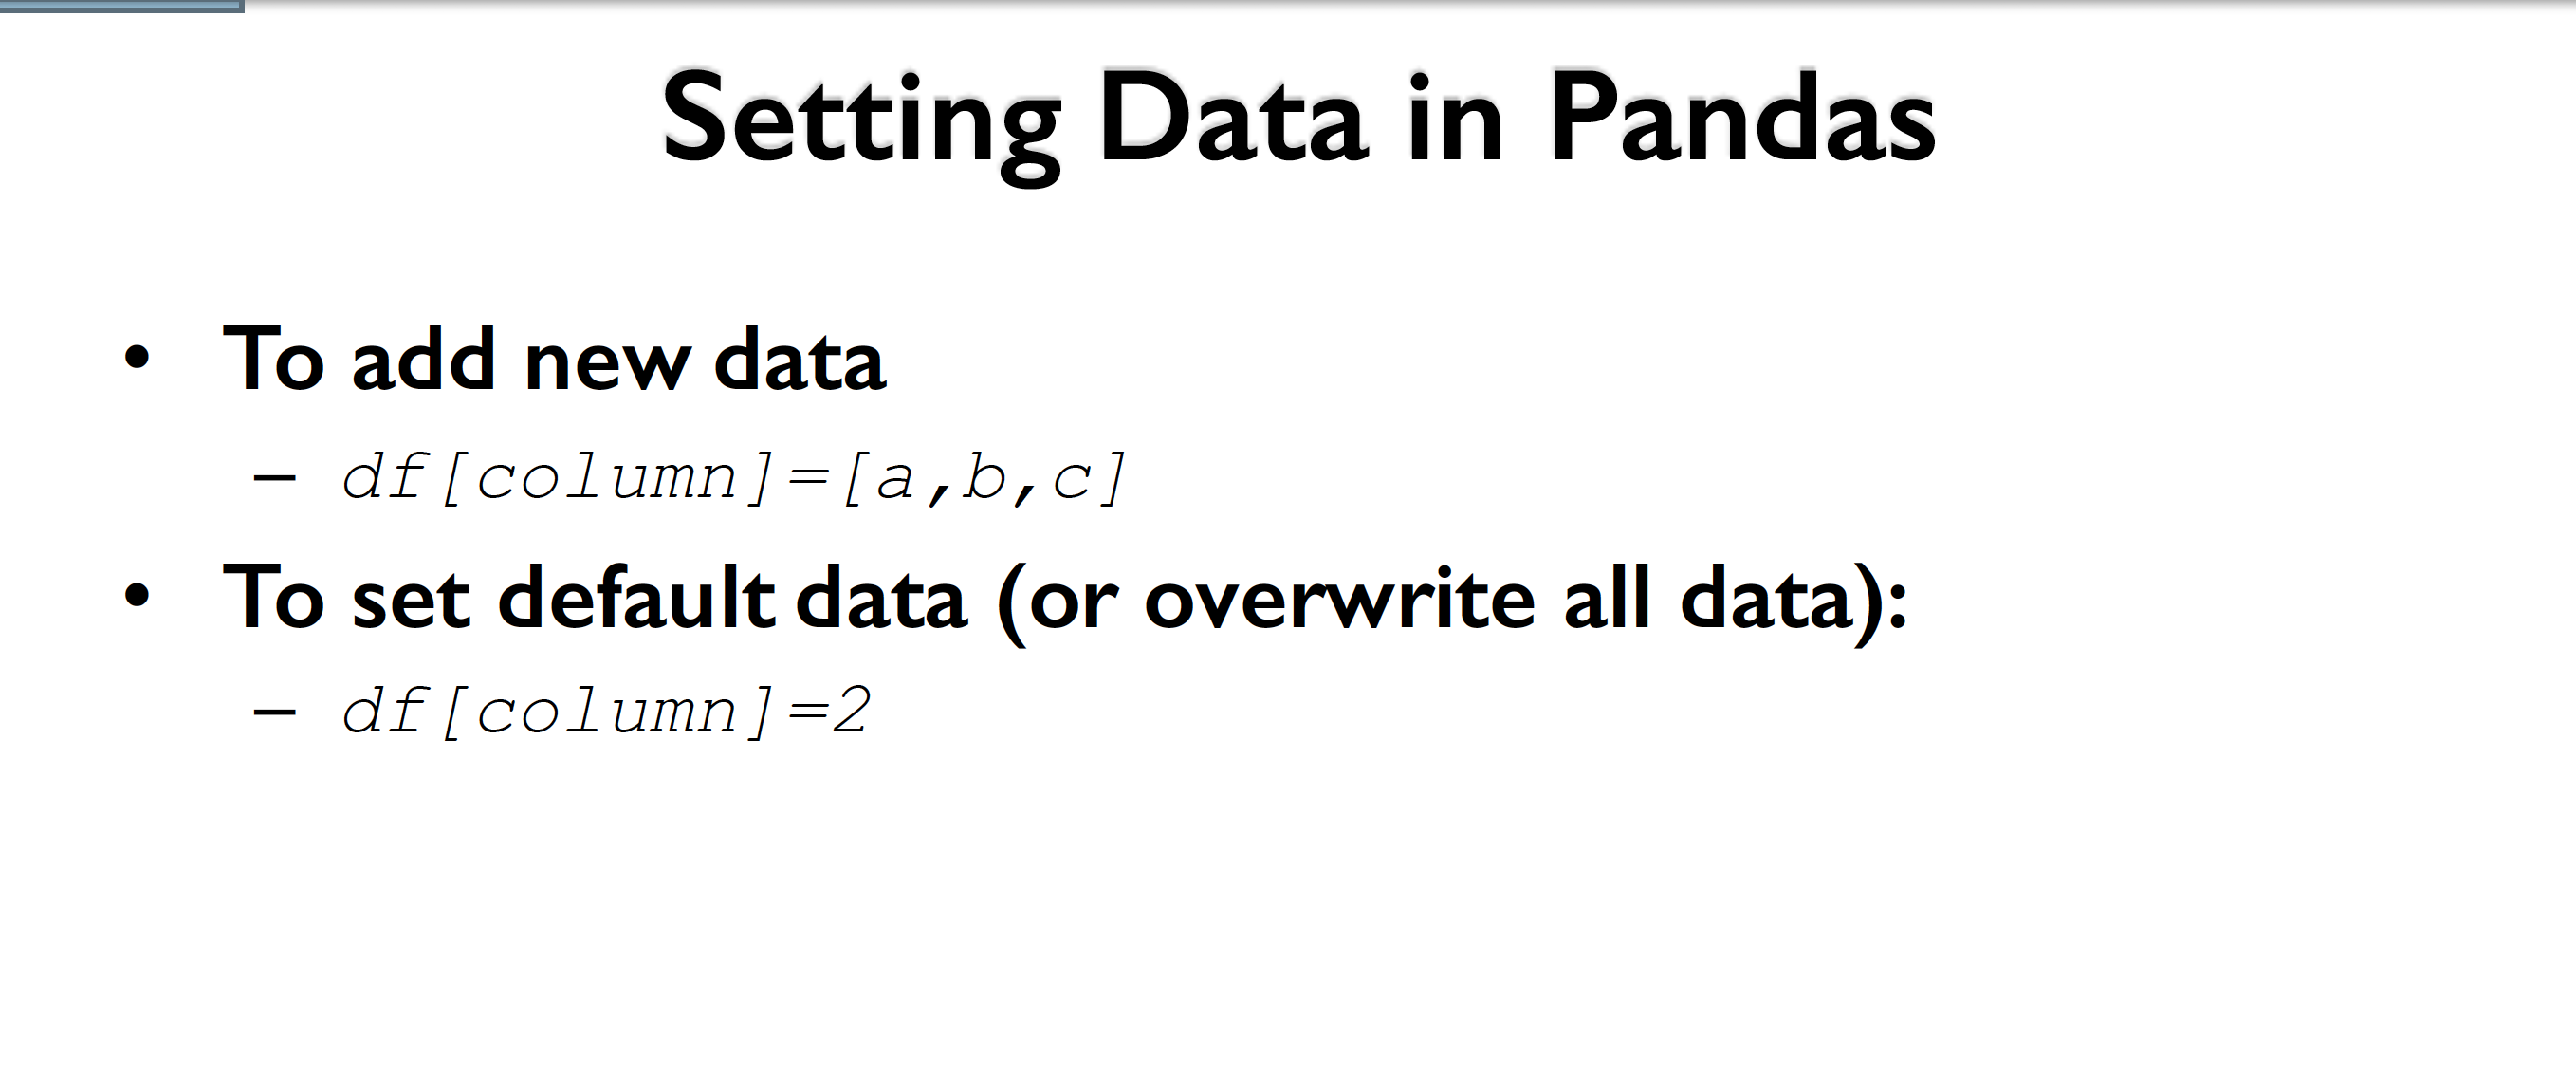 Setting Data in Pandas
• To add new data
– df[column]=[a,b,c]
• To set default data (or overwrite all data):
– df[column]=2